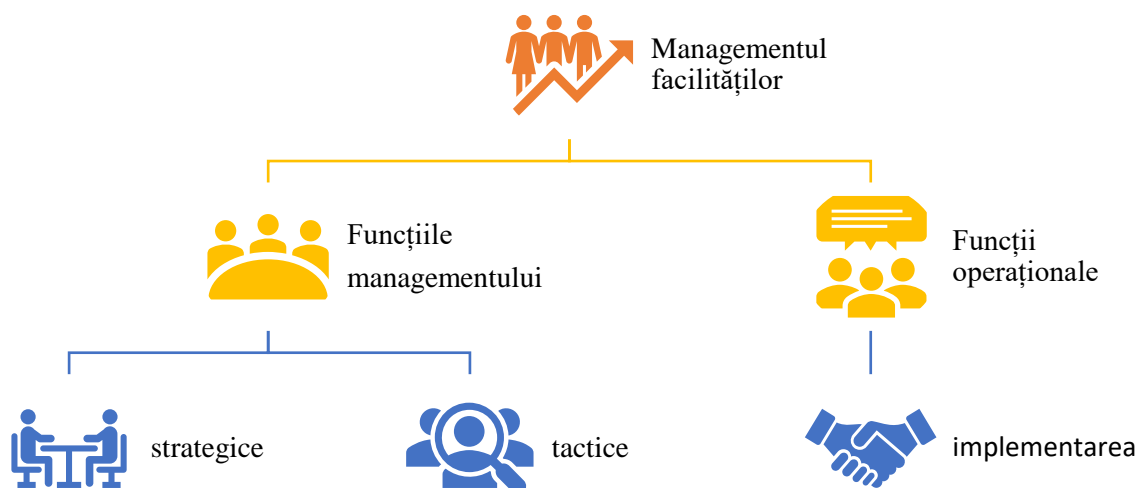 Managementul
facilităților
Funcțiile
managementului
Funcții
operaționale
strategice
tactice
implementarea